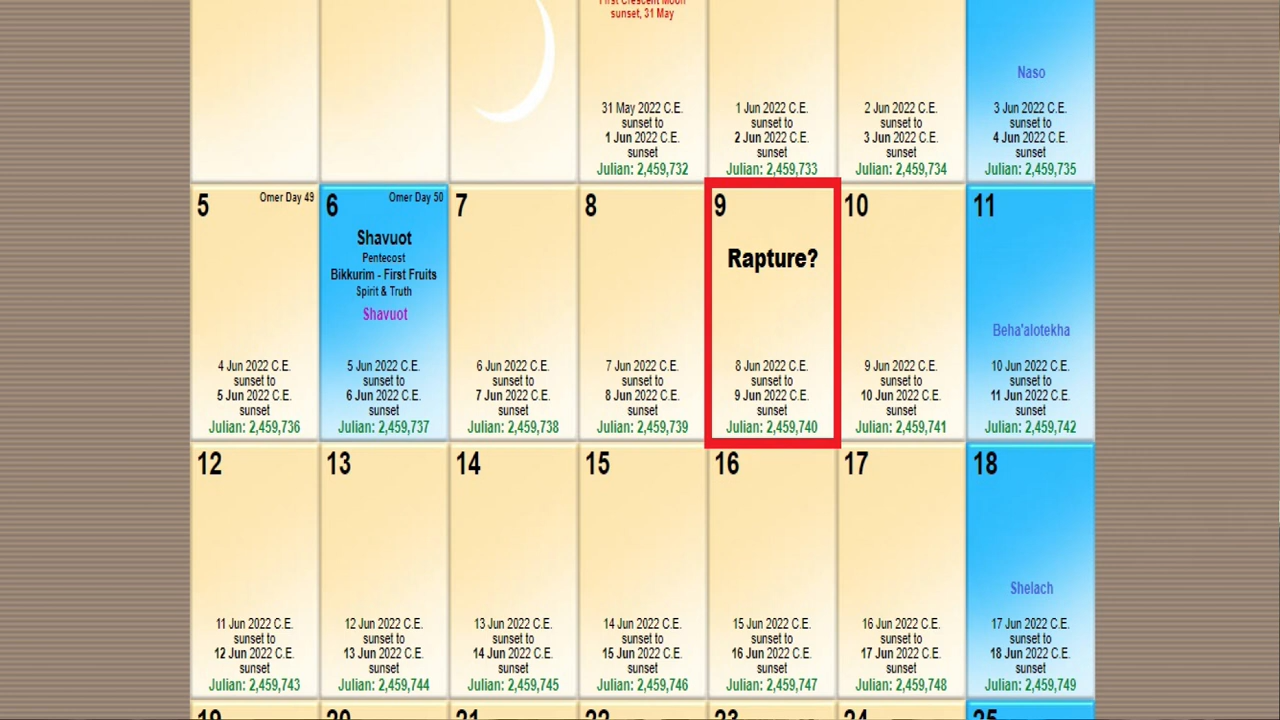 First Crescent Moon
sunset, 31 May
31 May 2022 C.E.
sunset to
1 Jun 2022 C.E.
sunset
Julian: 2,459,732
1 Jun 2022 C.E.
sunset to
2 Jun 2022 C.E.
sunset
Julian: 2,459,733
2 Jun 2022 C.E.
sunset to
3 Jun 2022 C.E.
sunset
Julian: 2,459,734
Naso
3 Jun 2022 C.E.
sunset to
4 Jun 2022 C.E.
sunset
Julian: 2,459,735
5 Omer Day 49
4 Jun 2022 C.E.
sunset to
5 Jun 2022 C.E.
sunset
Julian: 2,459,736
6 Omer Day 50
Shavuot
Pentecost
Bikkurim - First Fruits
Spirit & Truth
Shavuot
5 Jun 2022 C.E.
sunset to
6 Jun 2022 C.E.
sunset
Julian: 2,459,737
7
6 Jun 2022 C.E.
sunset to
7 Jun 2022 C.E.
sunset
Julian: 2,459,738
8
7 Jun 2022 C.E.
sunset to
8 Jun 2022 C.E.
sunset
Julian: 2,459,739
9
Rapture?
8 Jun 2022 C.E.
sunset to
9 Jun 2022 C.E.
sunset
Julian: 2,459,740
10
9 Jun 2022 C.E.
sunset to
10 Jun 2022 C.E.
sunset
Julian: 2,459,741
11
Beha'alotekha
10 Jun 2022 C.E.
sunset to
11 Jun 2022 C.E.
sunset
Julian: 2,459,742
12
11 Jun 2022 C.E.
sunset to
12 Jun 2022 C.E.
sunset
Julian: 2,459,743
13
12 Jun 2022 C.E.
sunset to
13 Jun 2022 C.E.
sunset
Julian: 2,459,744
14
13 Jun 2022 C.E.
sunset to
14 Jun 2022 C.E.
sunset
Julian: 2,459,745
15
14 Jun 2022 C.E.
sunset to
15 Jun 2022 C.E.
sunset
Julian: 2,459,746
16
15 Jun 2022 C.E.
sunset to
16 Jun 2022 C.E.
sunset
Julian: 2,459,747
17
16 Jun 2022 C.E.
sunset to
17 Jun 2022 C.E.
sunset
Julian: 2,459,748
18
Shelach
17 Jun 2022 C.E.
sunset to
18 Jun 2022 C.E.
sunset
Julian: 2,459,749
19
20
21
22
23
24
25